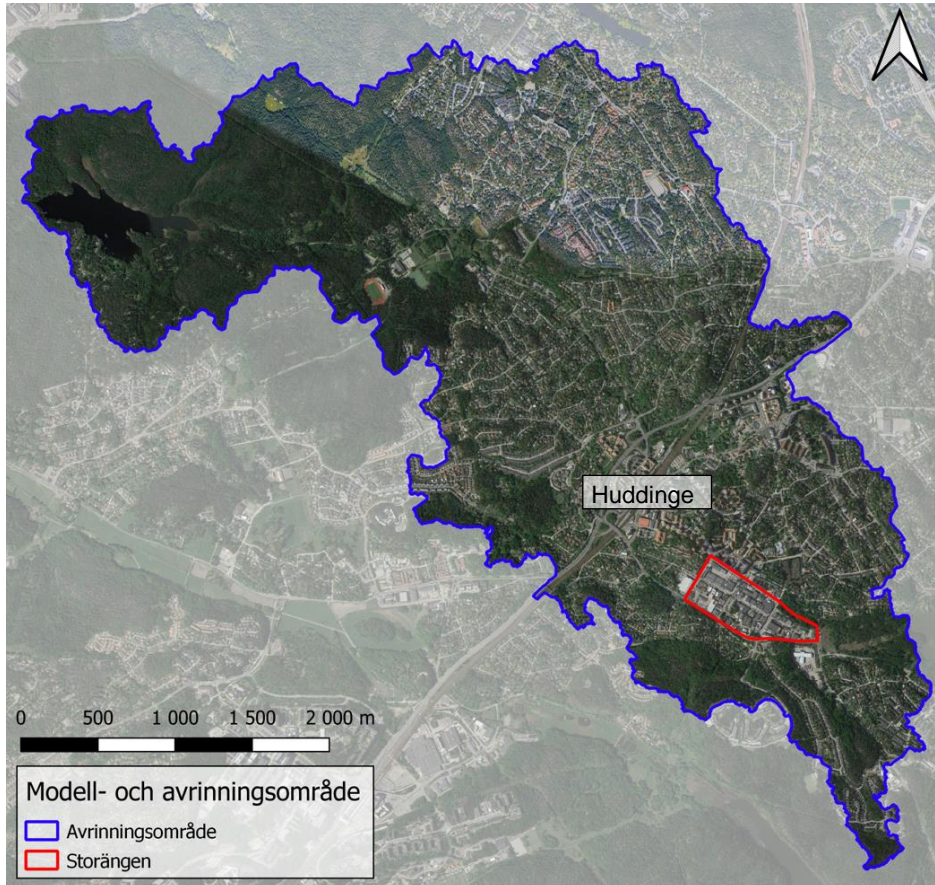 Huddinge
0 500 1 000 1 500 2 000 m
Modell- och avrinningsområde
Avrinningsområde
Storängen